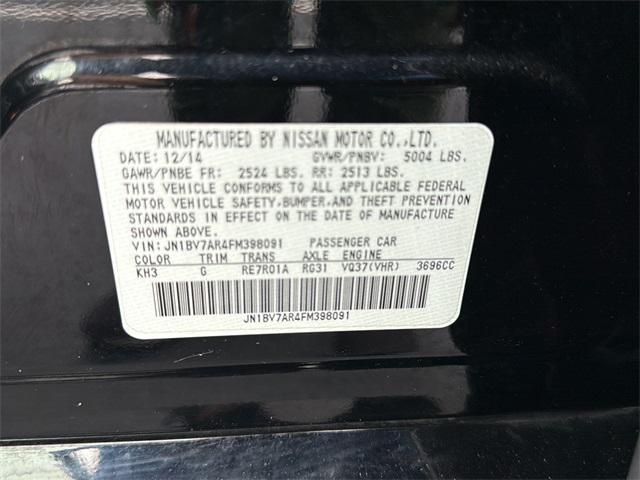 MANUFACTURED BY NISSAN MOTOR CO.,LTD.
DATE: 12/14 GVWR/PNBV: 5004 LBS.
GAWR/PNBE FR: 2524 LBS. RR: 2513 LBS.
THIS VEHICLE CONFORMS TO ALL APPLICABLE FEDERAL
MOTOR VEHICLE SAFETY,BUMPER,AND THEFT PREVENTION
STANDARDS IN EFFECT ON THE DATE OF MANUFACTURE
SHOWN ABOVE.
VIN: JN1BV7AR4FM398091 PASSENGER CAR
COLOR TRIM TRANS AXLE ENGINE
KH3 G RE7R01A RG31 VQ37(VHR) 3696CC
JN1BV7AR4FM398091